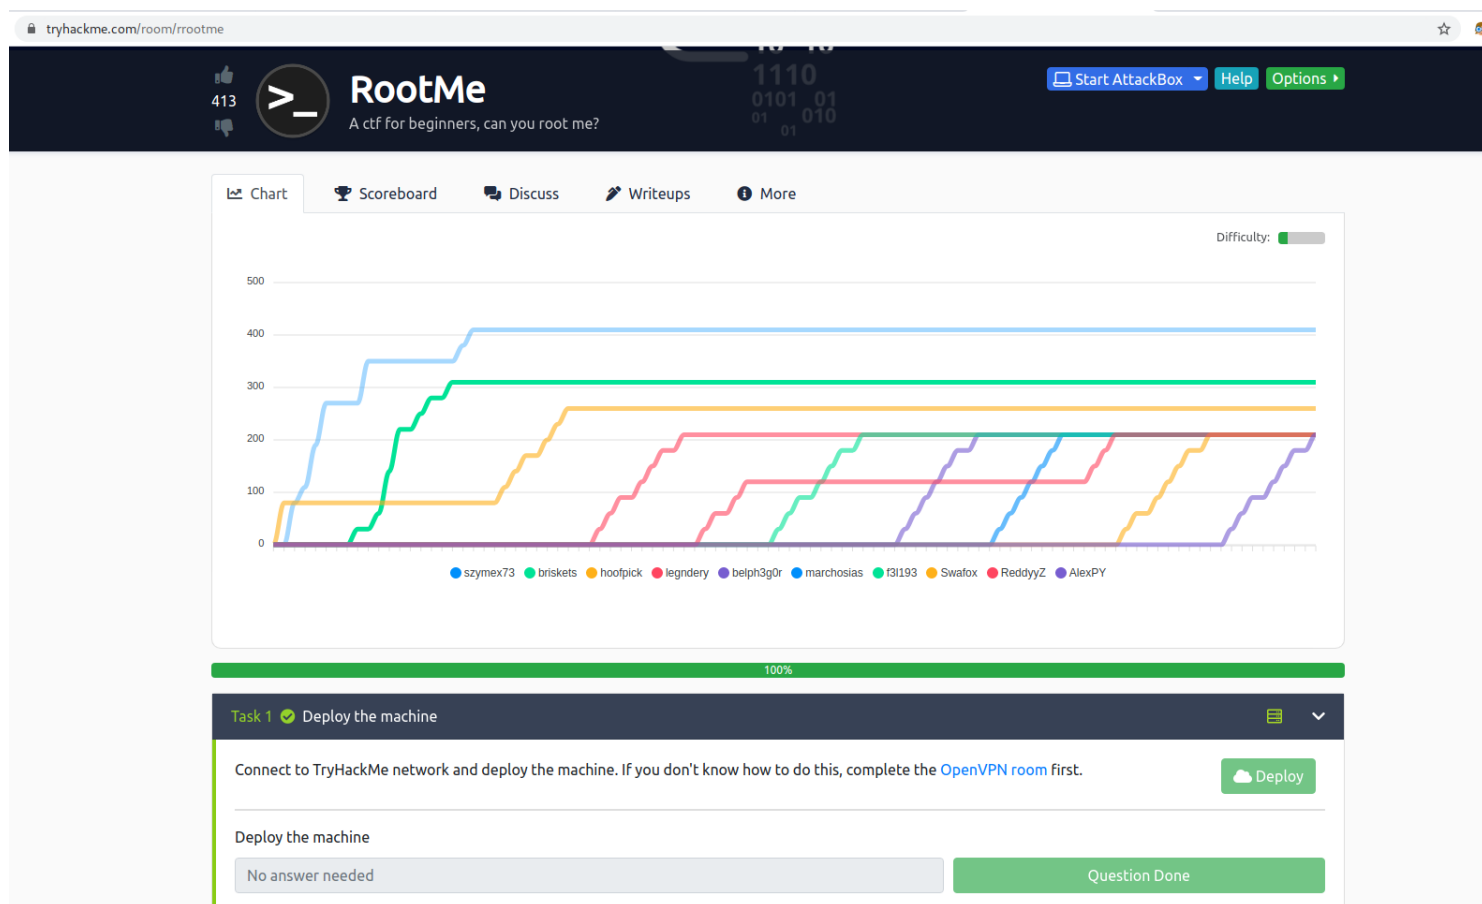 tryhackme.com/room/rrootme
413
>_
RootMe
A ctf for beginners, can you root me?
10 10
1110
0101 01
01 010
01
Start AttackBox
Help
Options
Chart
Scoreboard
Discuss
Writeups
More
Difficulty:
500
400
300
200
100
0
szymex73 briskets hoofpick legndery belph3g0r marchosias f3l193 Swafox ReddyyZ AlexPY
100%
Task 1 Deploy the machine
Connect to TryHackMe network and deploy the machine. If you don't know how to do this, complete the OpenVPN room first.
Deploy
Deploy the machine
No answer needed
Question Done